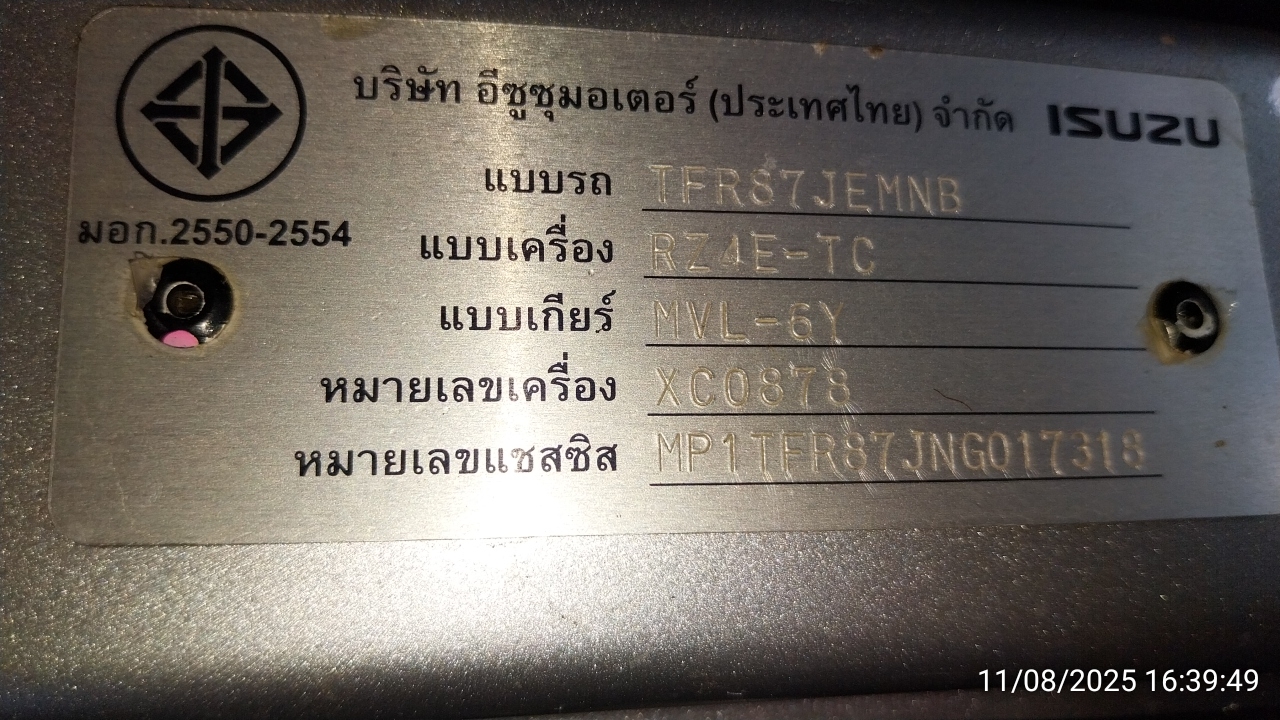 บริษัท อีซูซุมอเตอร์ (ประเทศไทย) จำกัด ISUZU
มอก.2550-2554
แบบรถ TFR87JEMNB
แบบเครื่อง RZ4E-TC
แบบเกียร์ MVL-6Y
หมายเลขเครื่อง XC0878
หมายเลขแชสซิส MP1TFR87JNG017318
11/08/2025 16:39:49